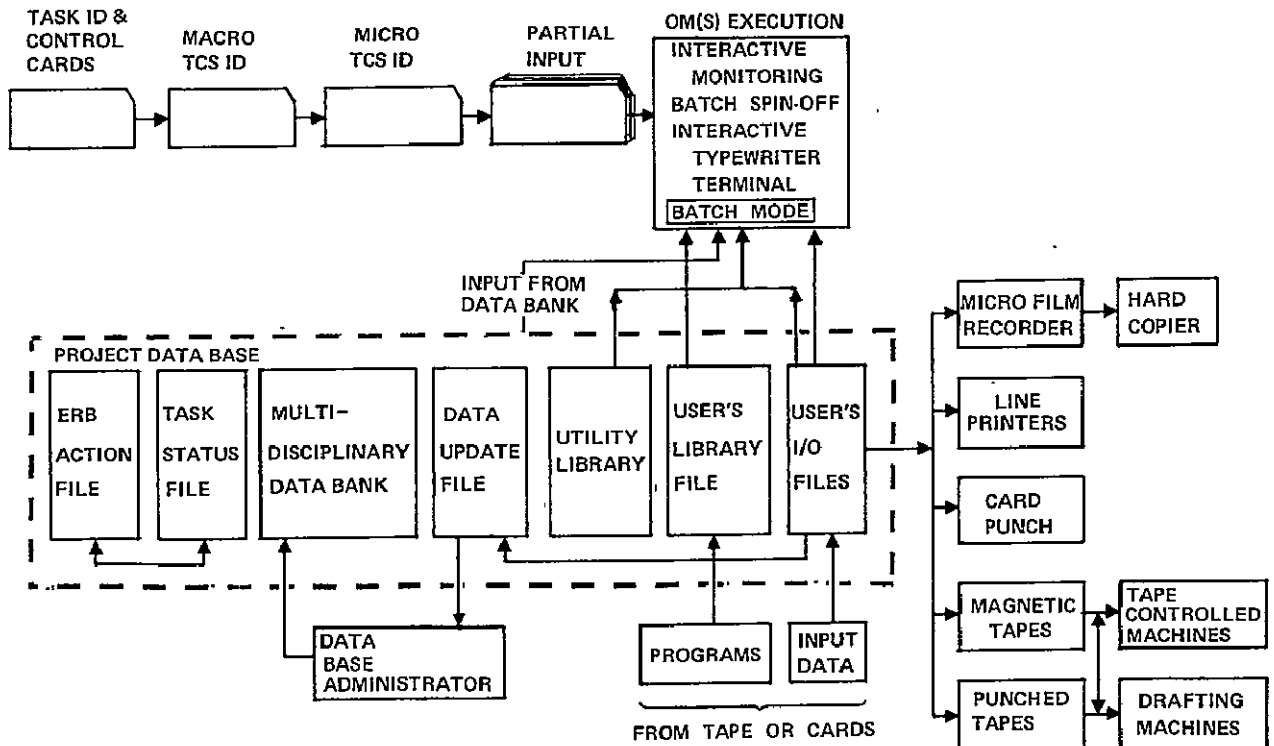 TASK ID &
CONTROL
CARDS
MACRO
TCS ID
MICRO
TCS ID
PARTIAL
INPUT
OM(S) EXECUTION
INTERACTIVE
MONITORING
BATCH SPIN-OFF
INTERACTIVE
TYPEWRITER
TERMINAL
BATCH MODE
INPUT FROM
DATA BANK
PROJECT DATA BASE
ERB
ACTION
FILE
TASK
STATUS
FILE
MULTI-
DISCIPLINARY
DATA BANK
DATA
UPDATE
FILE
UTILITY
LIBRARY
USER'S
LIBRARY
FILE
USER'S
I/O
FILES
MICRO FILM
RECORDER
HARD
COPIER
LINE
PRINTERS
CARD
PUNCH
MAGNETIC
TAPES
TAPE
CONTROLLED
MACHINES
PUNCHED
TAPES
DRAFTING
MACHINES
DATA
BASE
ADMINISTRATOR
PROGRAMS
INPUT
DATA
FROM TAPE OR CARDS